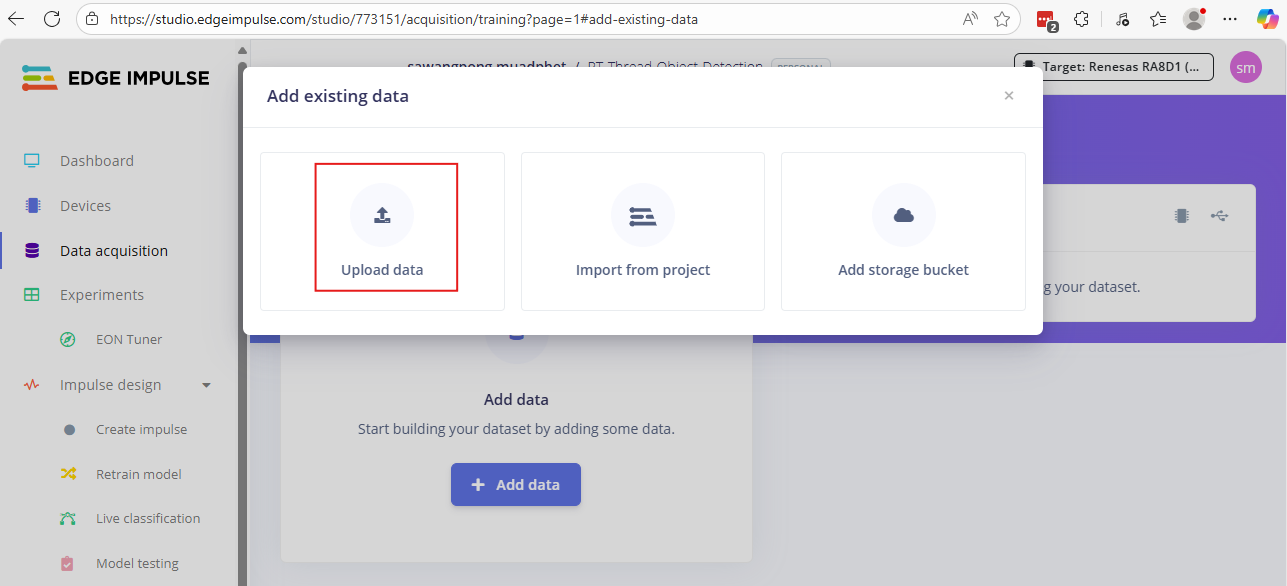 https://studio.edgeimpulse.com/studio/773151/acquisition/training?page=1#add-existing-data
2
EDGE IMPULSE
sawangpong muadphet / RT-Thread Object Detection
Target: Renesas RA8D1 (...
sm
Add existing data
×
Upload data
Import from project
Add storage bucket
g your dataset.
Dashboard
Devices
Data acquisition
Experiments
EON Tuner
Impulse design
Create impulse
Retrain model
Live classification
Model testing
Add data
Start building your dataset by adding some data.
+ Add data